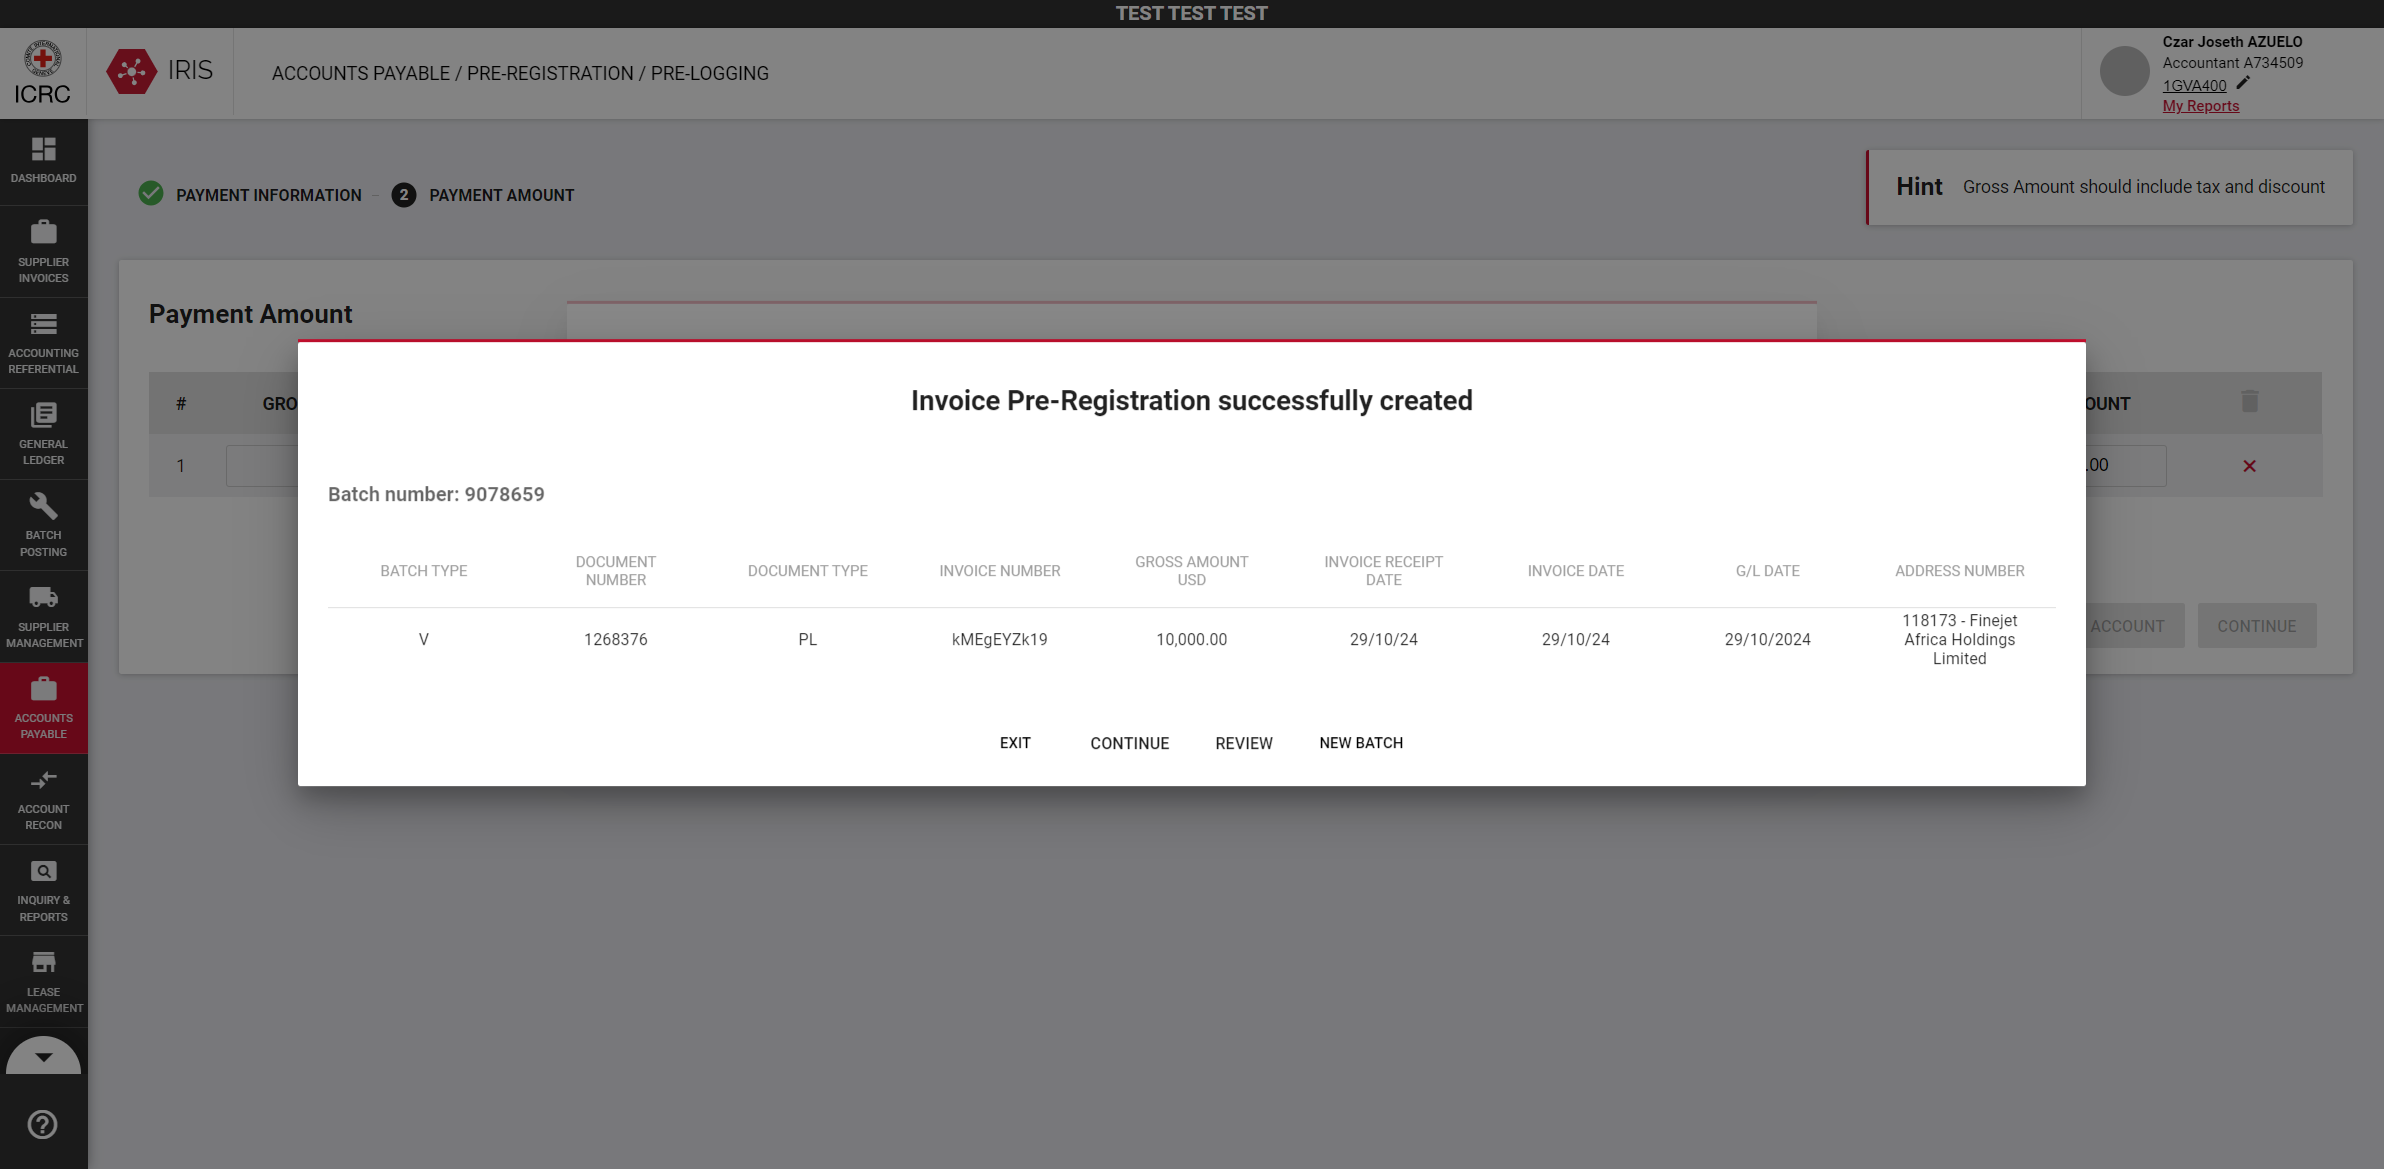 TEST TEST TEST
ICRC
IRIS
ACCOUNTS PAYABLE / PRE-REGISTRATION / PRE-LOGGING
Czar Joseth AZUELO
Accountant A734509
1GVA400
My Reports
DASHBOARD
SUPPLIER
INVOICES
ACCOUNTING
REFERENTIAL
GENERAL
LEDGER
BATCH
POSTING
SUPPLIER
MANAGEMENT
ACCOUNTS
PAYABLE
ACCOUNT
RECON
INQUIRY &
REPORTS
LEASE
MANAGEMENT
PAYMENT INFORMATION
2 PAYMENT AMOUNT
Hint Gross Amount should include tax and discount
Payment Amount
# GRO
OUNT
1
.00
ACCOUNT
CONTINUE
Invoice Pre-Registration successfully created
Batch number: 9078659
BATCH TYPE
DOCUMENT
NUMBER
DOCUMENT TYPE
INVOICE NUMBER
GROSS AMOUNT
USD
INVOICE RECEIPT
DATE
INVOICE DATE
G/L DATE
ADDRESS NUMBER
V
1268376
PL
kMEgEYZk19
10,000.00
29/10/24
29/10/24
29/10/2024
118173 - Finejet
Africa Holdings
Limited
EXIT
CONTINUE
REVIEW
NEW BATCH